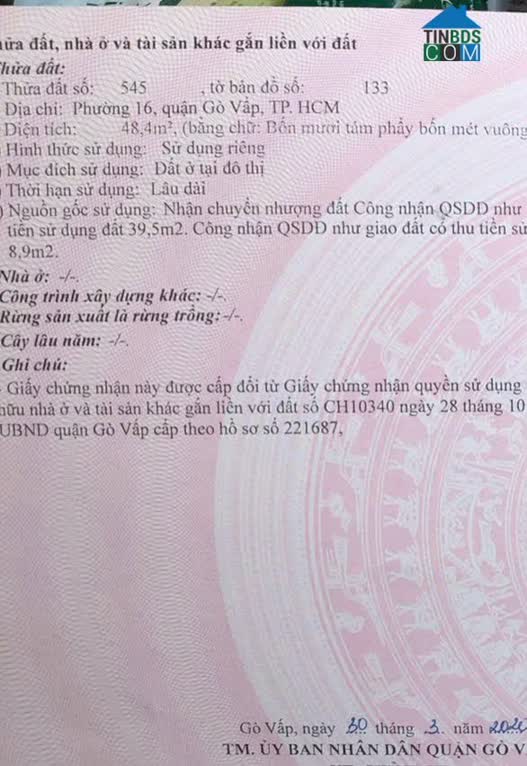 TINBDS
COM
nửa đất, nhà ở và tài sản khác gắn liền với đất
Thửa đất:
Thửa đất số: 545 , tờ bản đồ số: 133
Địa chỉ: Phường 16, quận Gò Vấp, TP. HCM
Diện tích: 48,4m², (bằng chữ: Bốn mươi tám phẩy bốn mét vuông
Hình thức sử dụng: Sử dụng riêng
) Mục đích sử dụng: Đất ở tại đô thị
) Thời hạn sử dụng: Lâu dài
) Nguồn gốc sử dụng: Nhận chuyển nhượng đất Công nhận QSDĐ như
tiền sử dụng đất 39,5m2. Công nhận QSDĐ như giao đất có thu tiền sử
8,9m2.
Nhà ở: -/-.
Công trình xây dựng khác: -/-.
Rừng sản xuất là rừng trồng: -/-.
Cây lâu năm: -/-.
Ghi chú:
- Giấy chứng nhận này được cấp đổi từ Giấy chứng nhận quyền sử dụng
hữu nhà ở và tài sản khác gắn liền với đất số CH10340 ngày 28 tháng 10
UBND quận Gò Vấp cấp theo hồ sơ số 221687,
Gò Vấp, ngày 30 tháng 3. năm
TM. ỦY BAN NHÂN DÂN QUẬN GÒ V